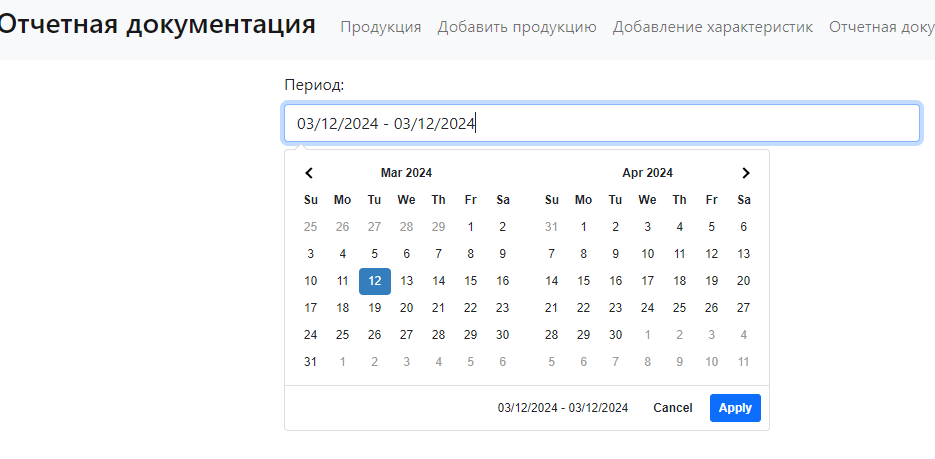 Отчетная документация Продукция Добавить продукцию Добавление характеристик Отчетная доку
Период:
03/12/2024 - 03/12/2024
Mar 2024 Apr 2024
Su Mo Tu We Th Fr Sa Su Mo Tu We Th Fr Sa
25 26 27 28 29 1 2 31 1 2 3 4 5 6
3 4 5 6 7 8 9 7 8 9 10 11 12 13
10 11 12 13 14 15 16 14 15 16 17 18 19 20
17 18 19 20 21 22 23 21 22 23 24 25 26 27
24 25 26 27 28 29 30 28 29 30 1 2 3 4
31 1 2 3 4 5 6 5 6 7 8 9 10 11
03/12/2024 - 03/12/2024 Cancel Apply